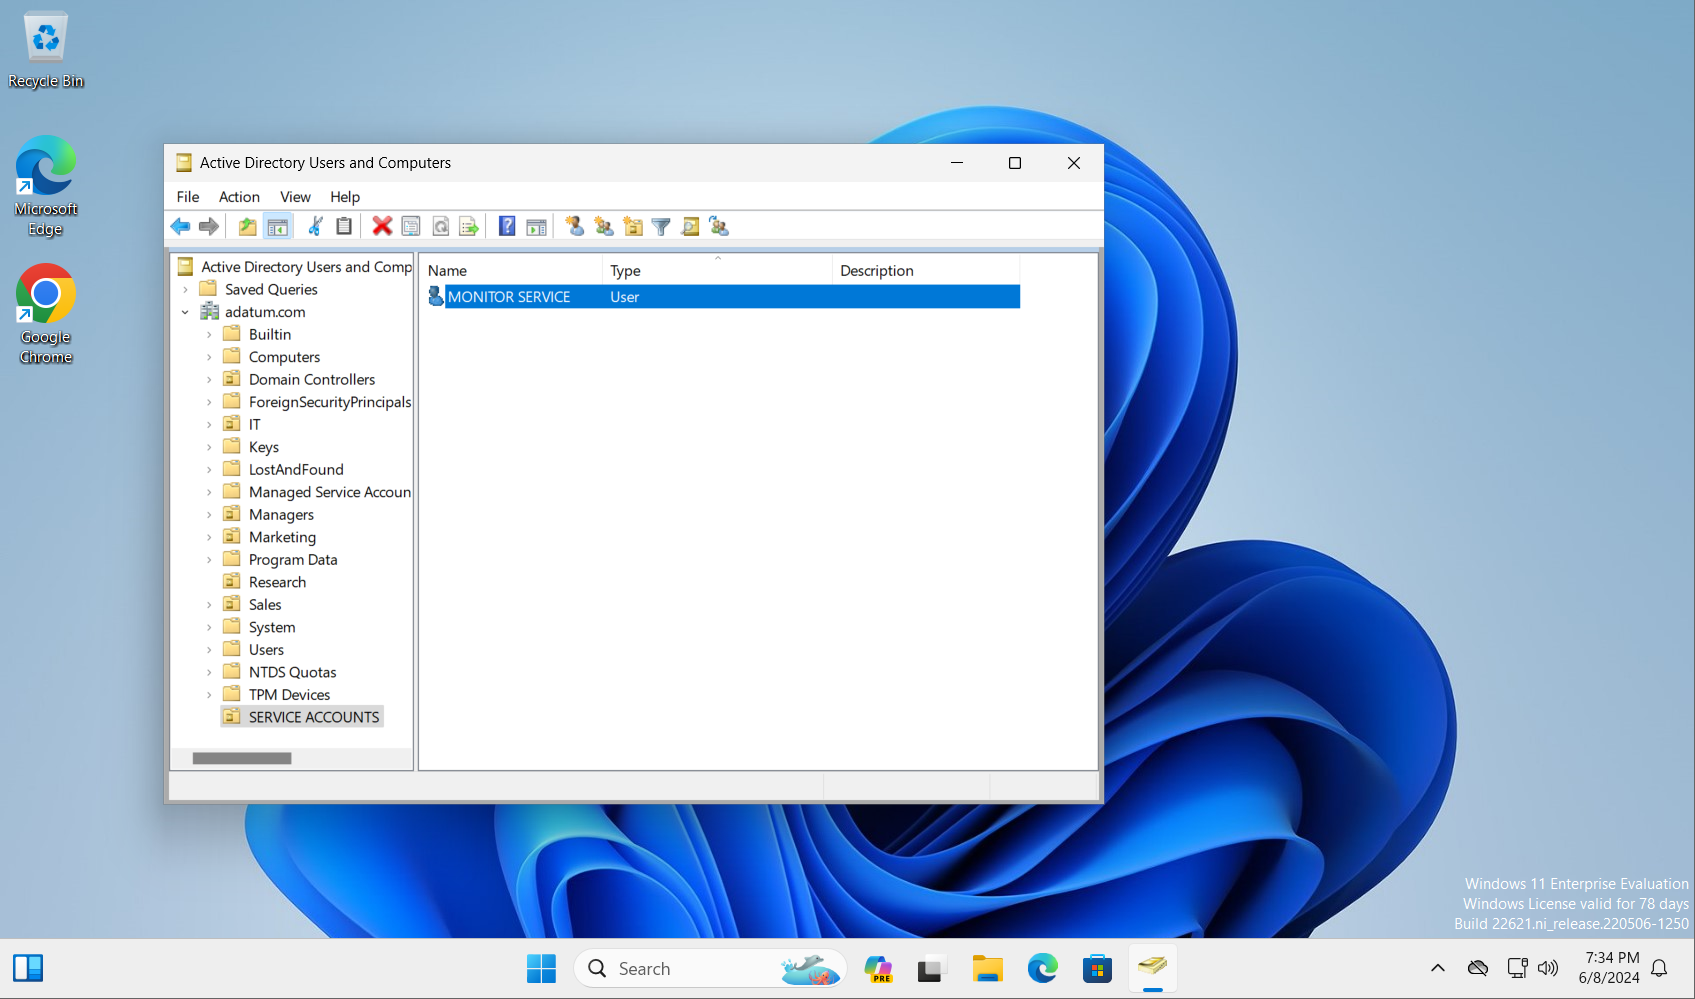 Recycle Bin
Microsoft
Edge
Google
Chrome
Active Directory Users and Computers
File Action View Help
Active Directory Users and Comp
Saved Queries
adatum.com
Builtin
Computers
Domain Controllers
ForeignSecurityPrincipals
IT
Keys
LostAndFound
Managed Service Accoun
Managers
Marketing
Program Data
Research
Sales
System
Users
NTDS Quotas
TPM Devices
SERVICE ACCOUNTS
Name Type Description
MONITOR SERVICE User
Windows 11 Enterprise Evaluation
Windows License valid for 78 days
Build 22621.ni_release.220506-1250
Search
PRE
7:34 PM
6/8/2024